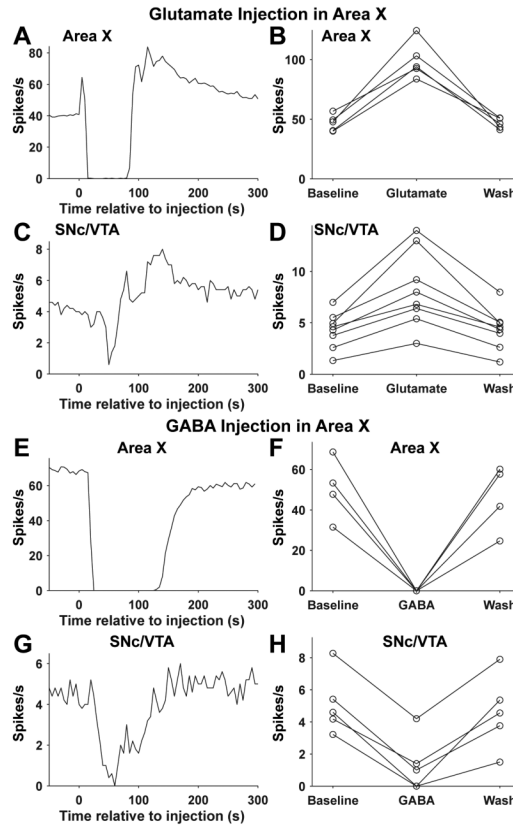 Glutamate Injection in Area X
A Area X
80
60
40
20
0
Spikes/s
0 100 200 300
Time relative to injection (s)
B Area X
100
50
0
Spikes/s
Baseline Glutamate Wash
C SNc/VTA
8
6
4
2
0
Spikes/s
0 100 200 300
Time relative to injection (s)
D SNc/VTA
10
5
0
Spikes/s
Baseline Glutamate Wash
GABA Injection in Area X
E Area X
60
40
20
0
Spikes/s
0 100 200 300
Time relative to injection (s)
F Area X
60
40
20
0
Spikes/s
Baseline GABA Wash
G SNc/VTA
6
4
2
0
Spikes/s
0 100 200 300
Time relative to injection (s)
H SNc/VTA
8
6
4
2
0
Spikes/s
Baseline GABA Wash